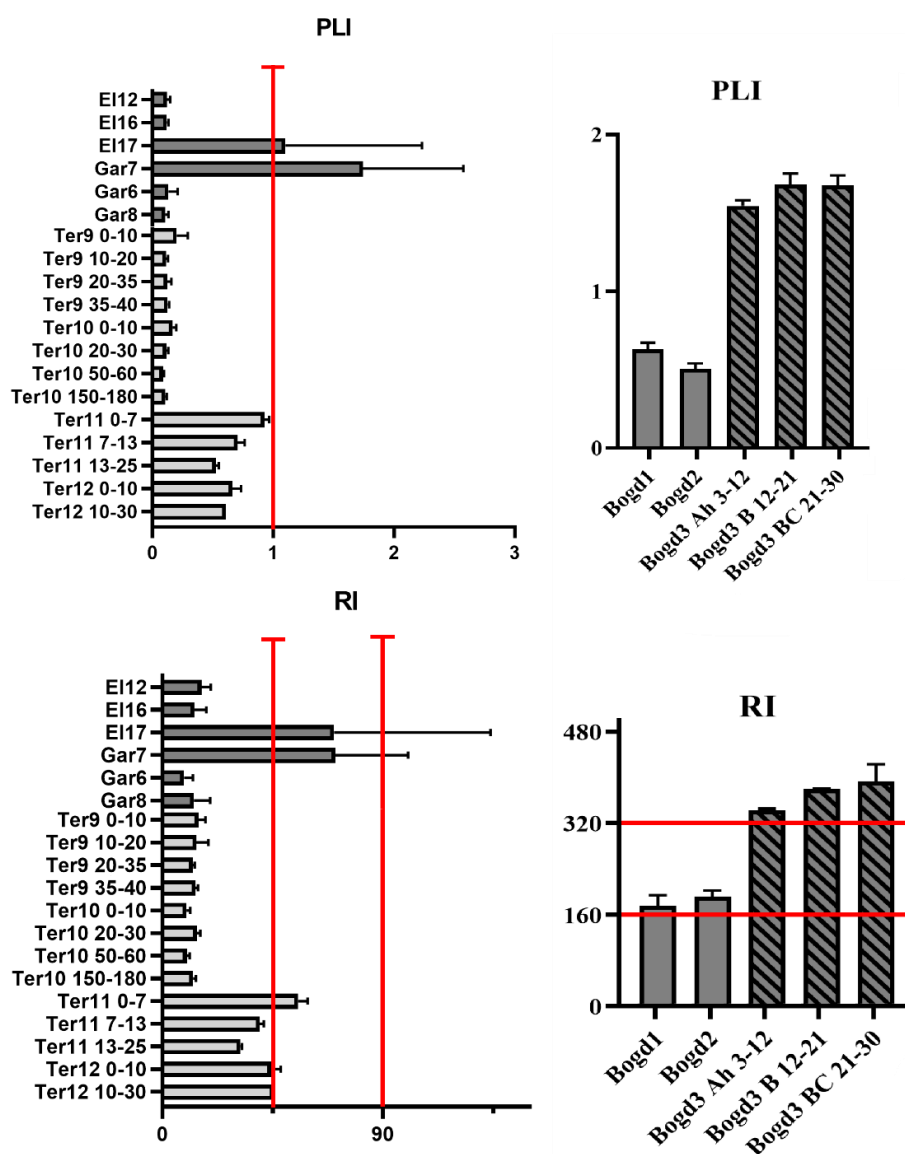 PLI
El12
El16
El17
Gar7
Gar6
Gar8
Ter9 0-10
Ter9 10-20
Ter9 20-35
Ter9 35-40
Ter10 0-10
Ter10 20-30
Ter10 50-60
Ter10 150-180
Ter11 0-7
Ter11 7-13
Ter11 13-25
Ter12 0-10
Ter12 10-30
0 1 2 3
PLI
2
1
0
Bogd1
Bogd2
Bogd3 Ah 3-12
Bogd3 B 12-21
Bogd3 BC 21-30
RI
El12
El16
El17
Gar7
Gar6
Gar8
Ter9 0-10
Ter9 10-20
Ter9 20-35
Ter9 35-40
Ter10 0-10
Ter10 20-30
Ter10 50-60
Ter10 150-180
Ter11 0-7
Ter11 7-13
Ter11 13-25
Ter12 0-10
Ter12 10-30
0 90
RI
480
320
160
0
Bogd1
Bogd2
Bogd3 Ah 3-12
Bogd3 B 12-21
Bogd3 BC 21-30